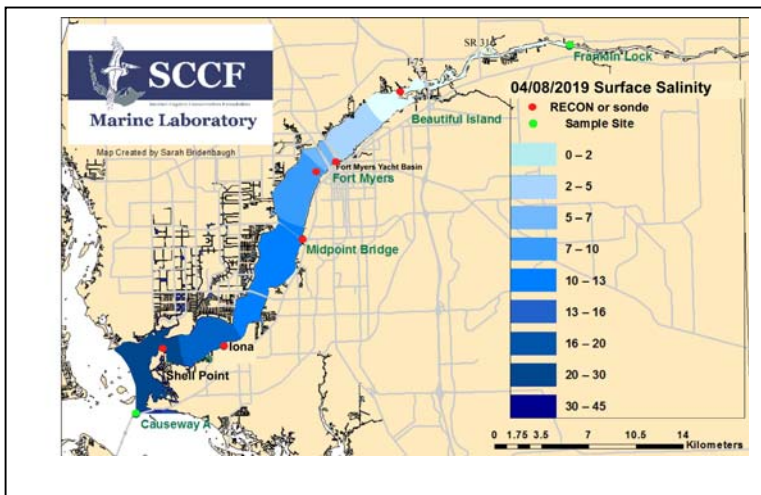 SCCF
Marine Laboratory
Map Created by Sarah Bridenbaugh
I-75
SR 31
Franklin Lock
Beautiful Island
Fort Myers Yacht Basin
Fort Myers
Midpoint Bridge
Iona
Shell Point
Causeway A
04/08/2019 Surface Salinity
RECON or sonde
Sample Site
0 – 2
2 – 5
5 – 7
7 – 10
10 – 13
13 – 16
16 – 20
20 – 30
30 – 45
0 1.75 3.5 7 10.5 14
Kilometers